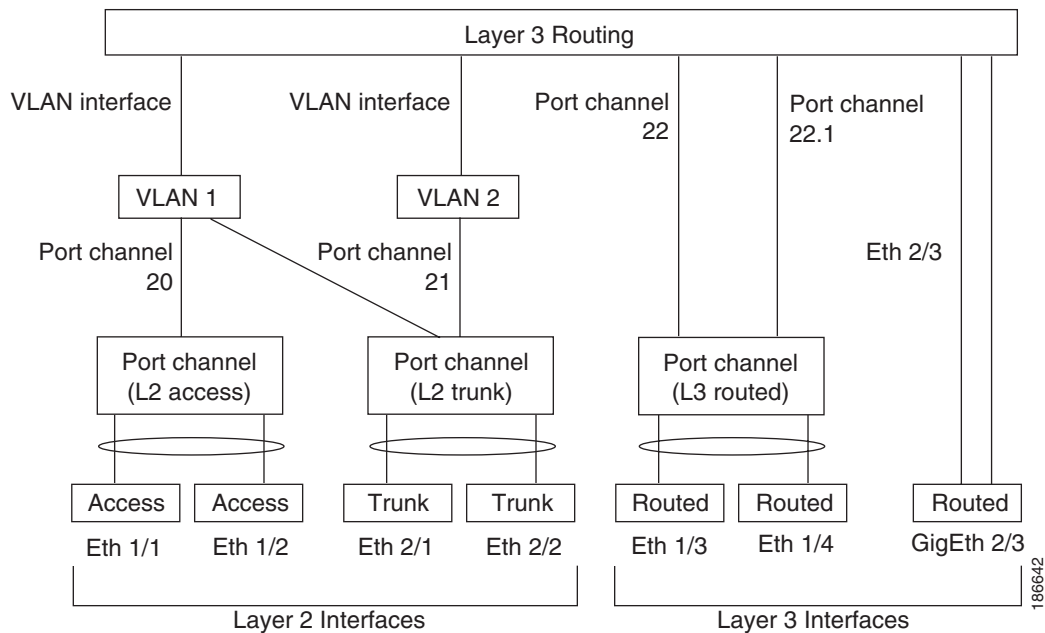 Layer 3 Routing
VLAN interface
VLAN interface
Port channel
22
Port channel
22.1
VLAN 1
VLAN 2
Port channel
20
Port channel
21
Eth 2/3
Port channel
(L2 access)
Port channel
(L2 trunk)
Port channel
(L3 routed)
Access
Access
Trunk
Trunk
Routed
Routed
Routed
Eth 1/1
Eth 1/2
Eth 2/1
Eth 2/2
Eth 1/3
Eth 1/4
GigEth 2/3
Layer 2 Interfaces
Layer 3 Interfaces
186642